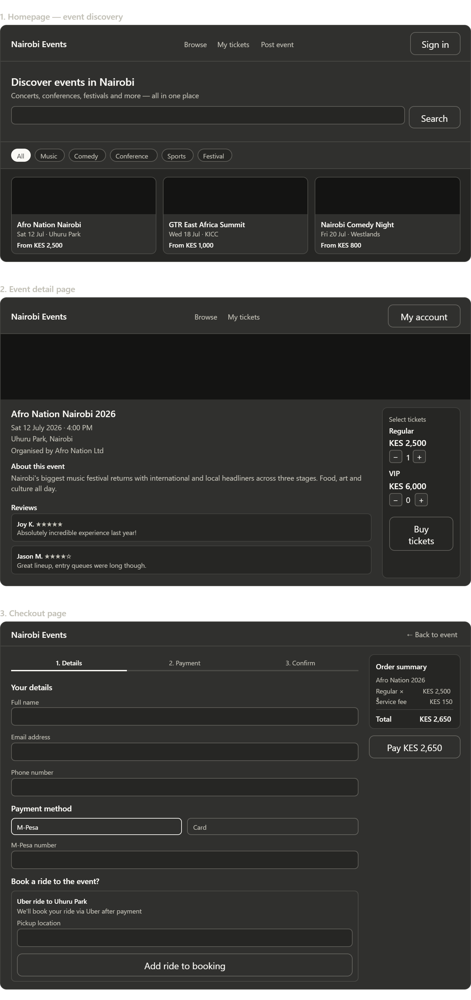 1. Homepage — event discovery
Nairobi Events
Browse My tickets Post event
Sign in
Discover events in Nairobi
Concerts, conferences, festivals and more — all in one place
Search
All Music Comedy Conference Sports Festival
Afro Nation Nairobi
Sat 12 Jul · Uhuru Park
From KES 2,500
GTR East Africa Summit
Wed 18 Jul · KICC
From KES 1,000
Nairobi Comedy Night
Fri 20 Jul · Westlands
From KES 800
2. Event detail page
Nairobi Events
Browse My tickets
My account
Afro Nation Nairobi 2026
Sat 12 July 2026 · 4:00 PM
Uhuru Park, Nairobi
Organised by Afro Nation Ltd
About this event
Nairobi's biggest music festival returns with international and local headliners across three stages. Food, art and
culture all day.
Reviews
Joy K. ★★★★★
Absolutely incredible experience last year!
Jason M. ★★★★☆
Great lineup, entry queues were long though.
Select tickets
Regular
KES 2,500
− 1 +
VIP
KES 6,000
− 0 +
Buy
tickets
3. Checkout page
Nairobi Events
← Back to event
1. Details 2. Payment 3. Confirm
Your details
Full name
Email address
Phone number
Payment method
M-Pesa Card
M-Pesa number
Book a ride to the event?
Uber ride to Uhuru Park
We'll book your ride via Uber after payment
Pickup location
Add ride to booking
Order summary
Afro Nation 2026
Regular × KES 2,500
1
Service fee KES 150
Total KES 2,650
Pay KES 2,650